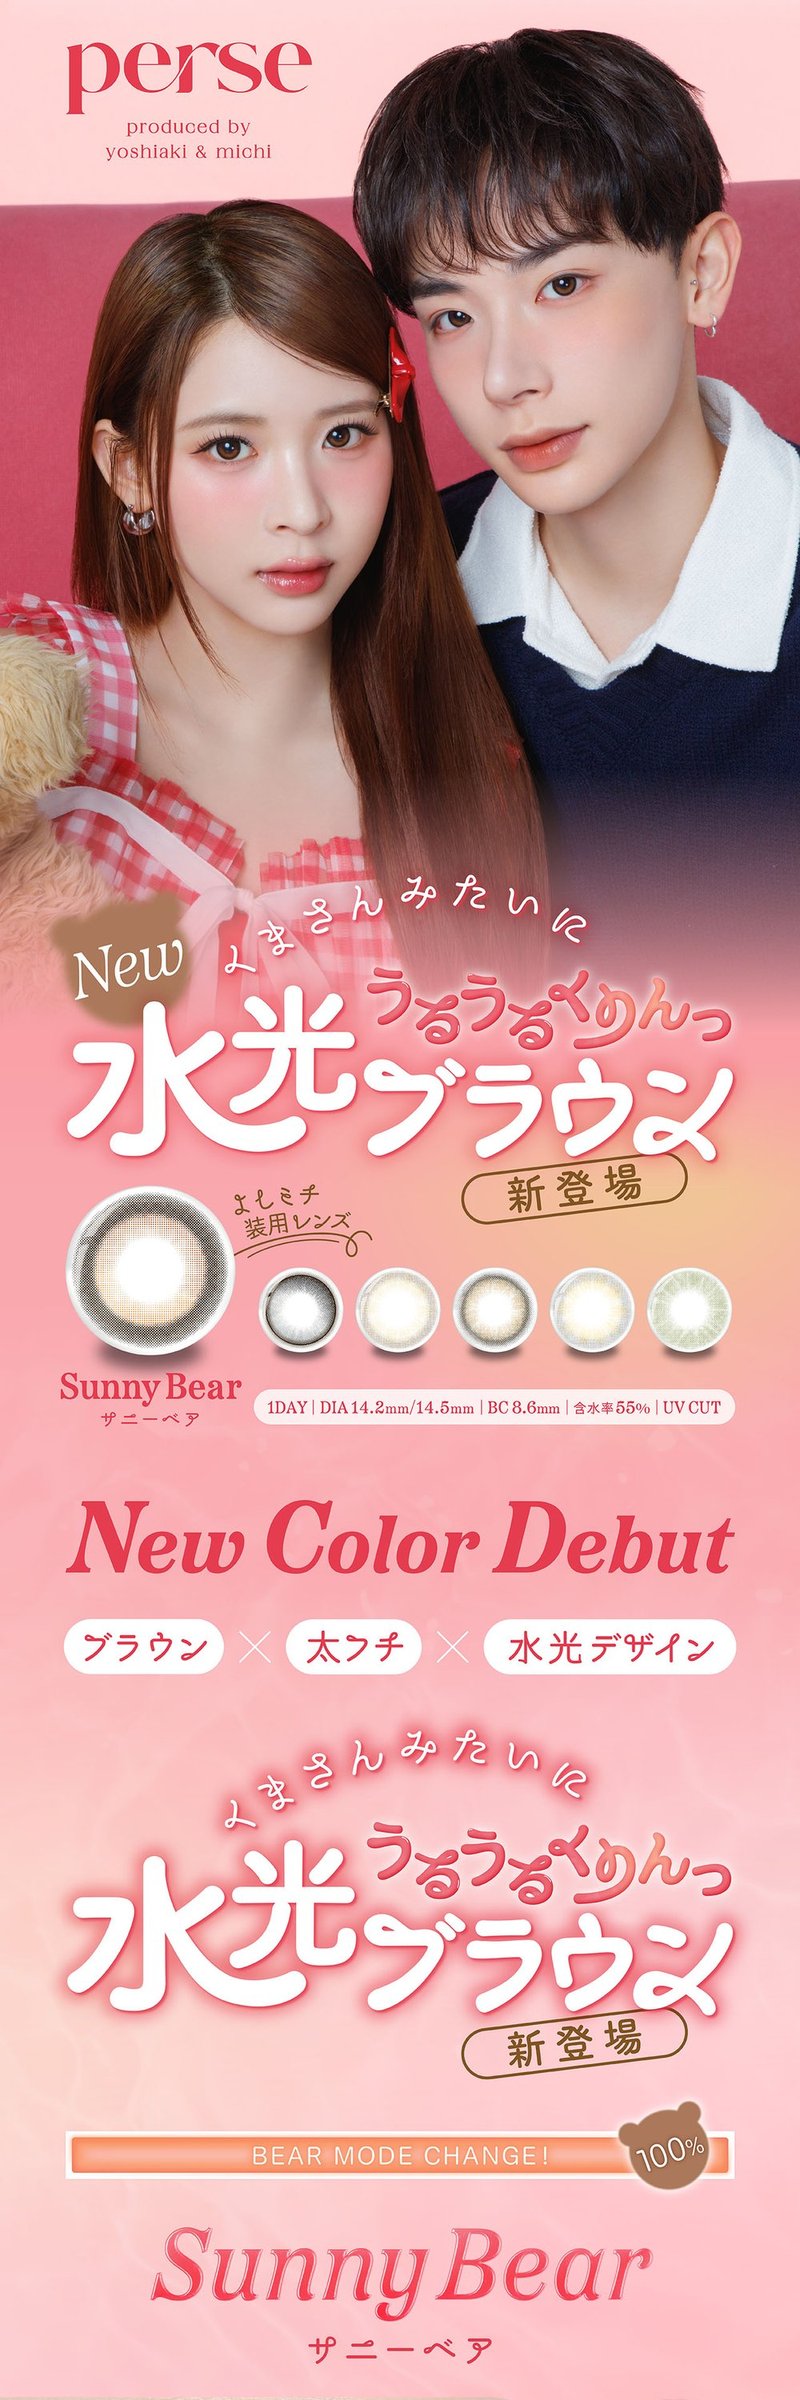 perse
produced by
yoshiaki & michi
New
くまさんみたいに
うるうるくめんっ
水光ブラウン
新登場
よしミチ
装用レンズ
Sunny Bear
サニーベア
1DAY | DIA 14.2mm/14.5mm | BC 8.6mm | 含水率55% | UV CUT
New Color Debut
ブラウン × 太フチ × 水光デザイン
くまさんみたいに
うるうるくめんっ
水光ブラウン
新登場
BEAR MODE CHANGE!
100%
Sunny Bear
サニーベア